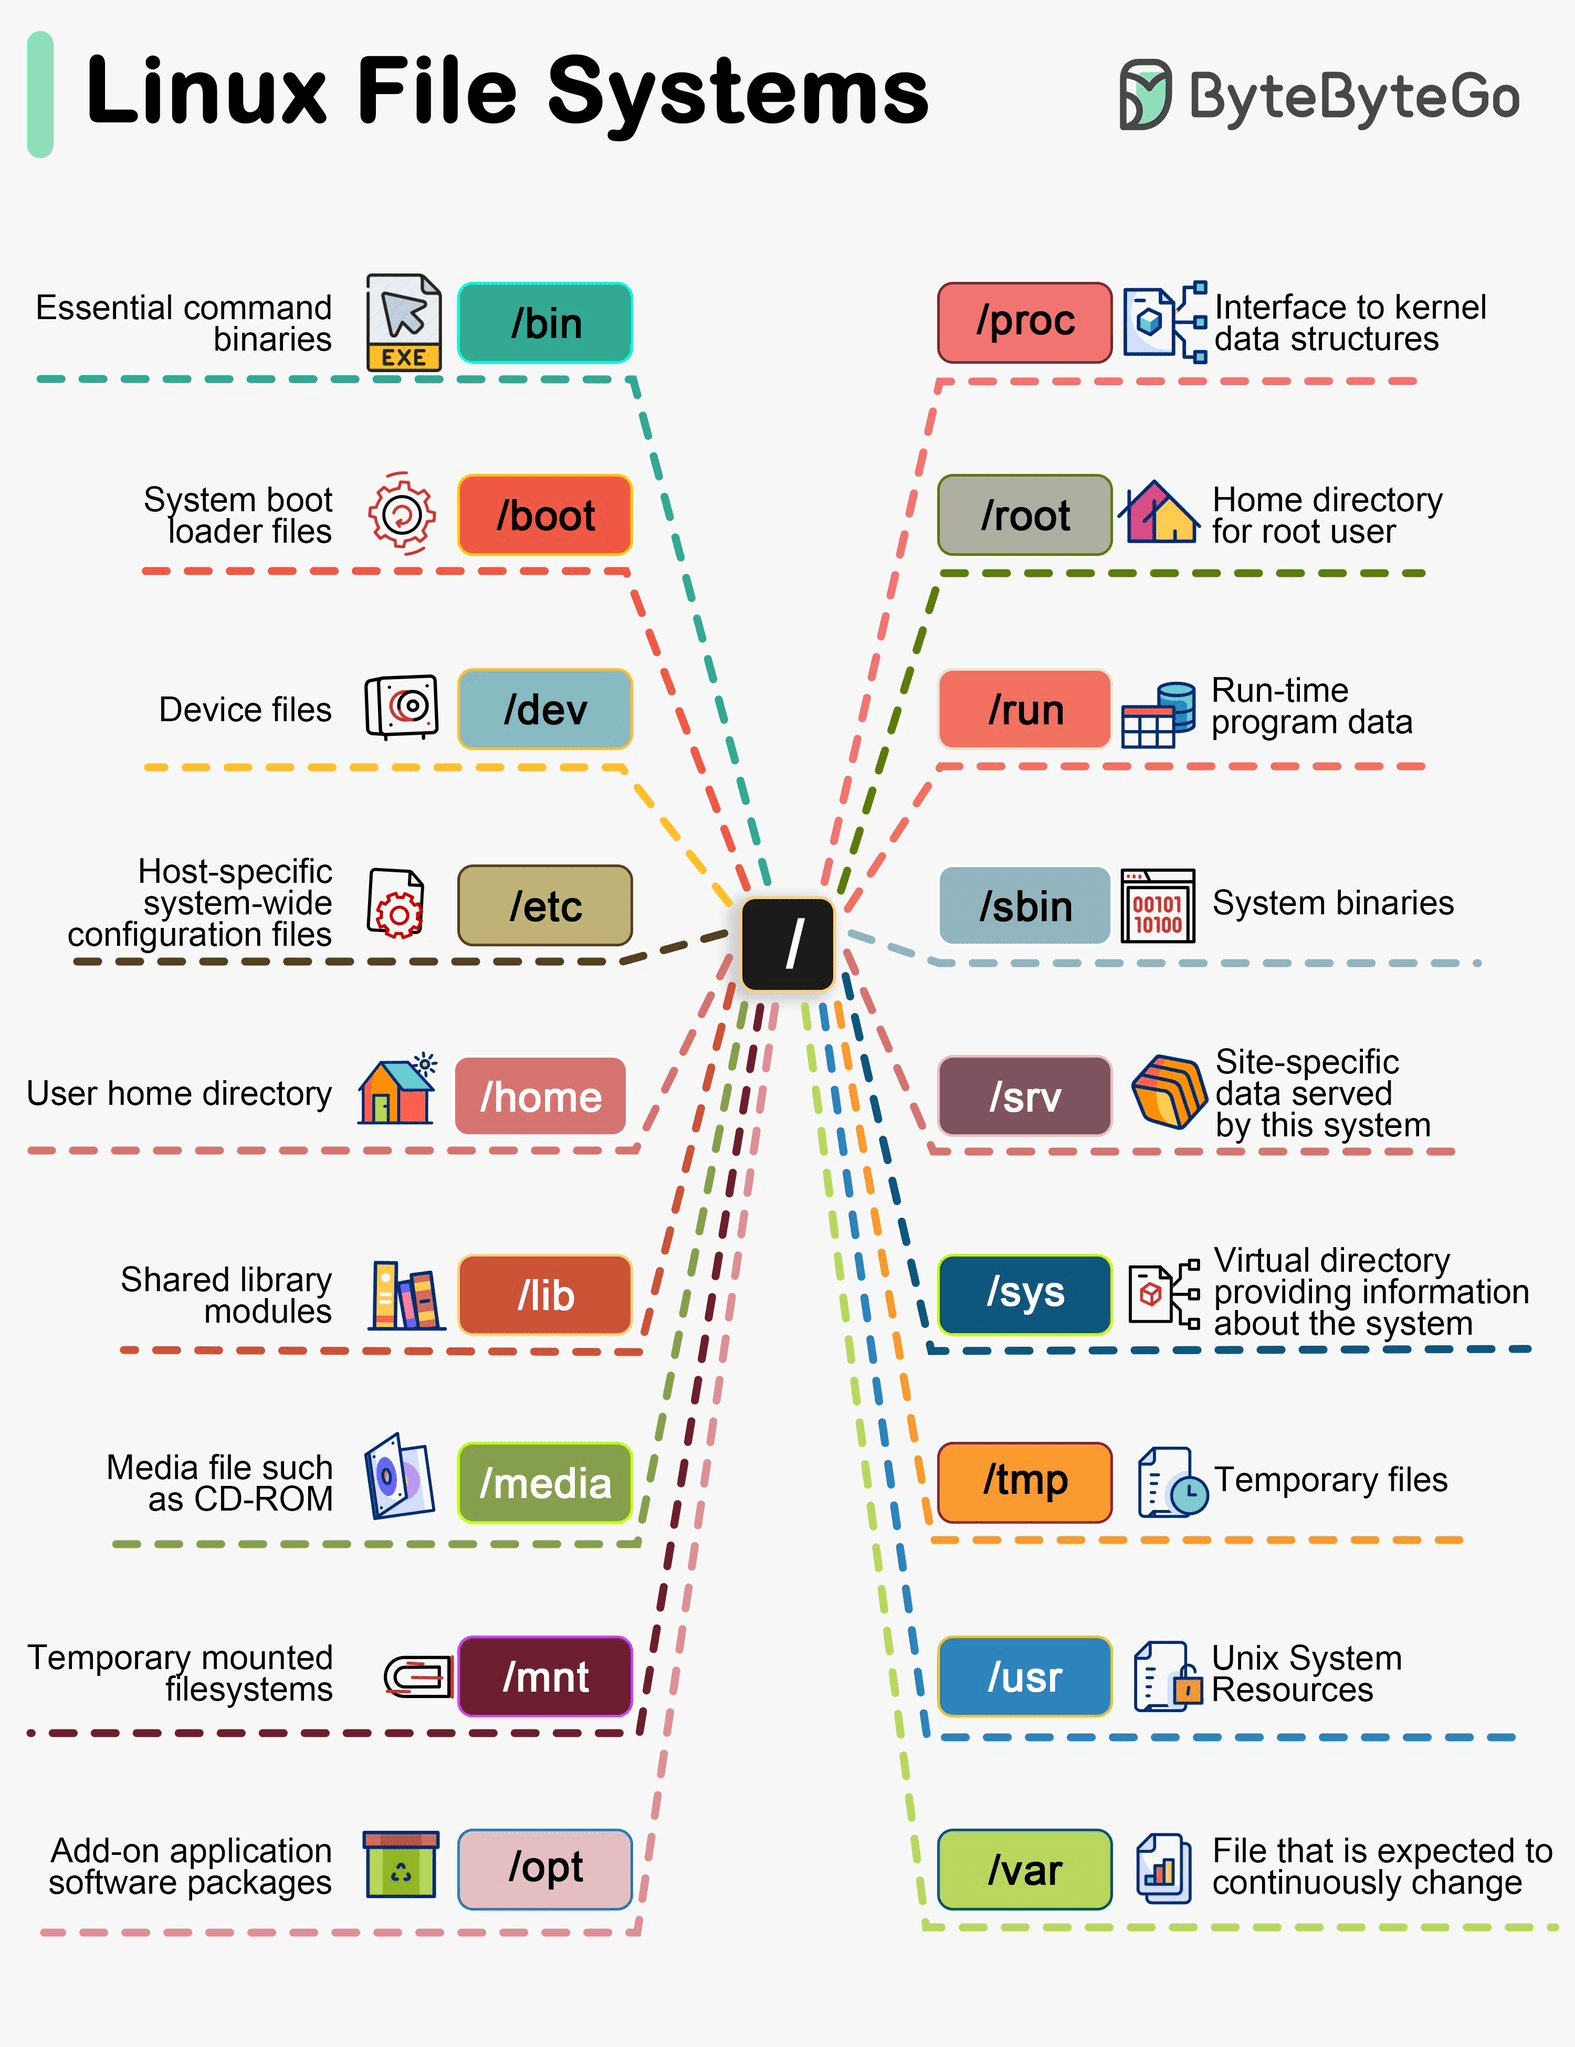 Linux File Systems
ByteByteGo
Essential command
binaries
EXE
/bin
System boot
loader files
/boot
Device files
/dev
Host-specific
system-wide
configuration files
/etc
User home directory
/home
Shared library
modules
/lib
Media file such
as CD-ROM
/media
Temporary mounted
filesystems
/mnt
Add-on application
software packages
/opt
/
/proc
Interface to kernel
data structures
/root
Home directory
for root user
/run
Run-time
program data
/sbin
00101
10100
System binaries
/srv
Site-specific
data served
by this system
/sys
Virtual directory
providing information
about the system
/tmp
Temporary files
/usr
Unix System
Resources
/var
File that is expected to
continuously change